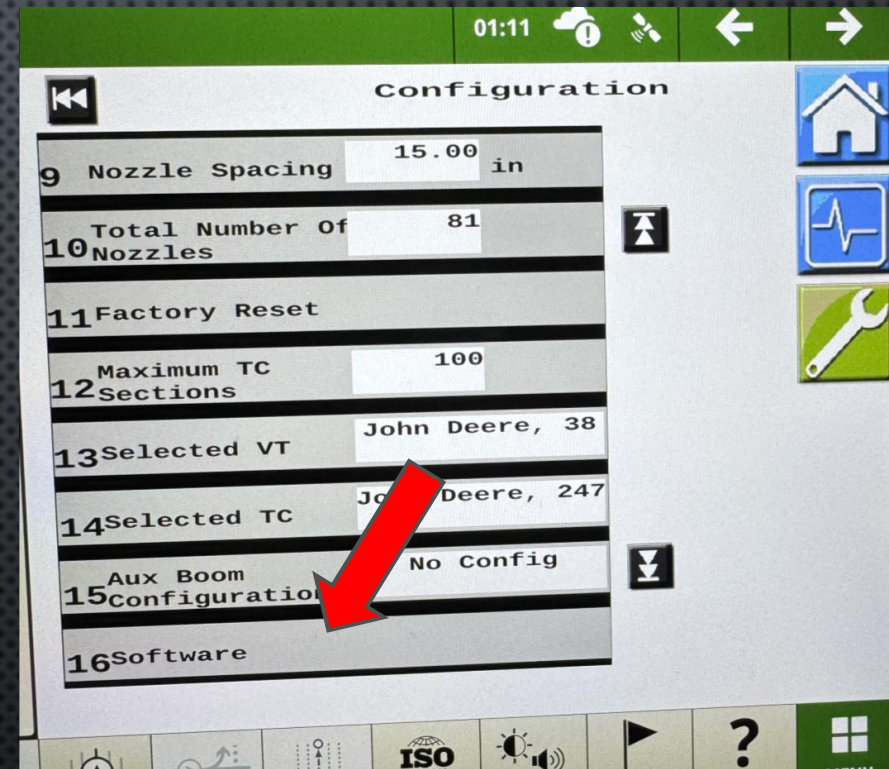 01:11
Configuration
9 Nozzle Spacing 15.00 in
10 Total Number Of
Nozzles
81
11 Factory Reset
12 Maximum TC
Sections
100
13 Selected VT John Deere, 38
14 Selected TC Deere, 247
15 Aux Boom
No Config
16 Software
ISO
?